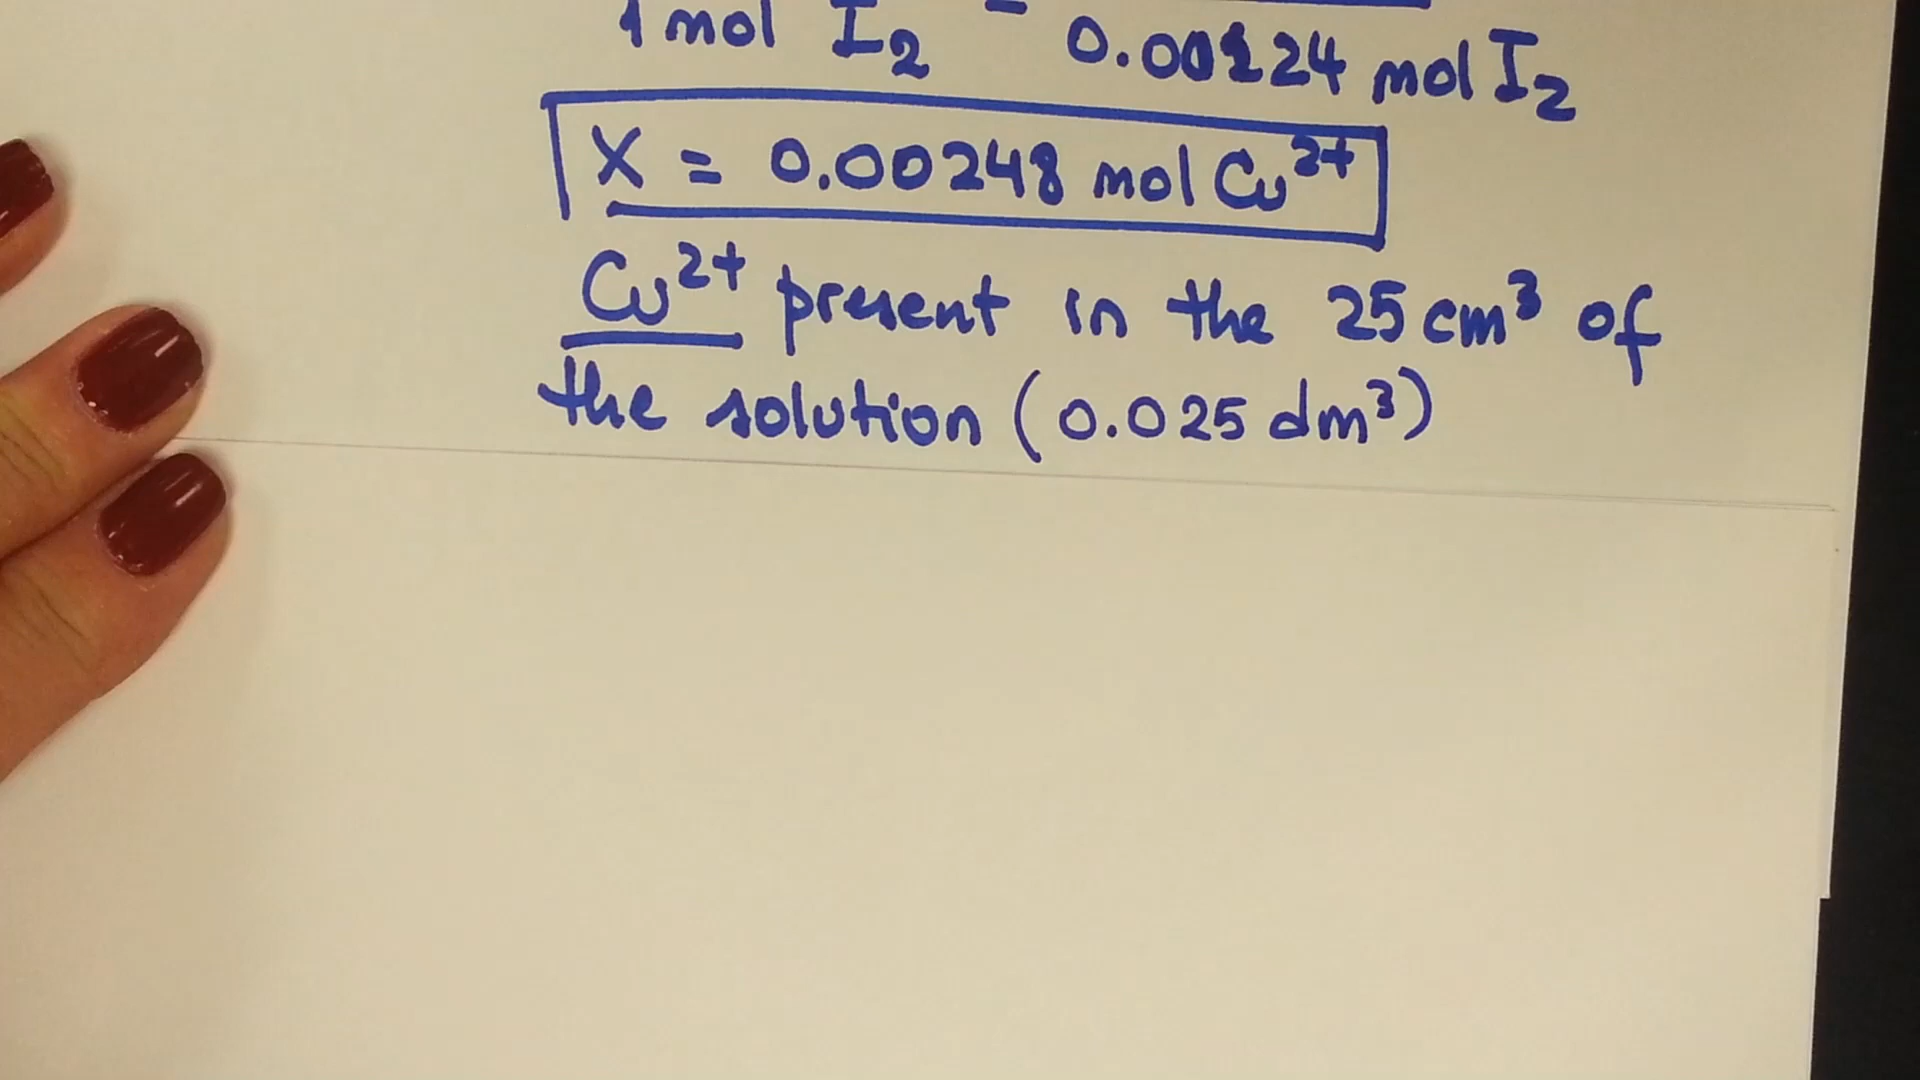 1 mol I₂ = 0.00124 mol I₂
X = 0.00248 mol Cu²⁺
Cu²⁺ present in the 25 cm³ of
the solution (0.025 dm³)